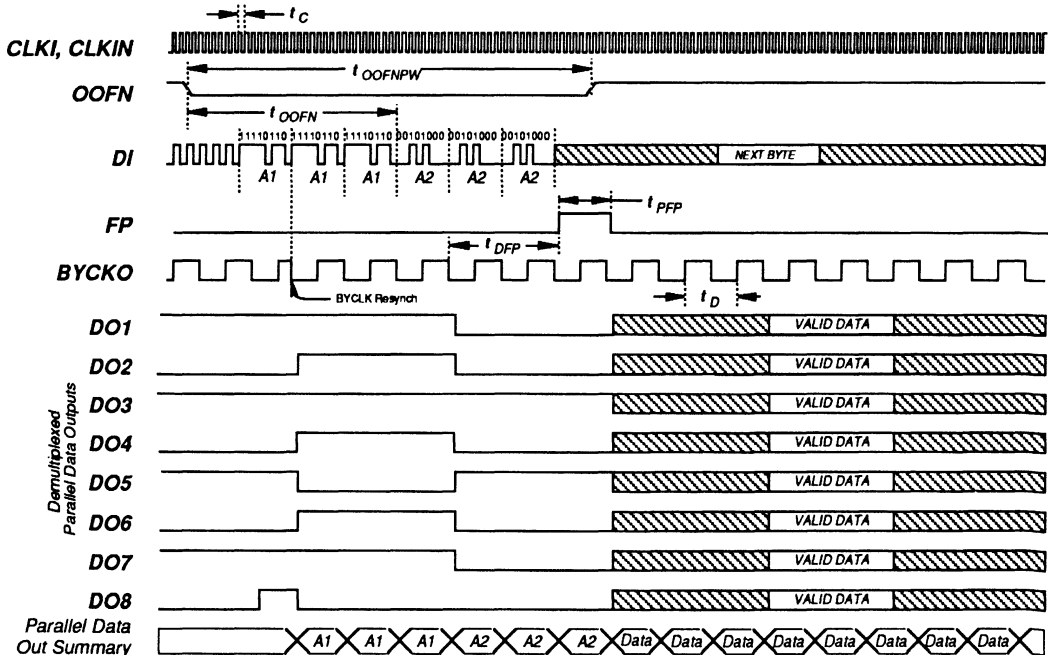 t C
CLKI, CLKIN
t OOFNPW
OOFN
t OOFN
11110110 11110110 11110110 00101000 00101000 00101000
DI
NEXT BYTE
A1 A1 A1 A2 A2 A2
t PFP
FP
t DFP
BYCKO
BYCLK Resynch
t D
DO1 VALID DATA
DO2 VALID DATA
DO3 VALID DATA
DO4 VALID DATA
DO5 VALID DATA
DO6 VALID DATA
DO7 VALID DATA
DO8 VALID DATA
Demultiplexed
Parallel Data Outputs
Parallel Data
Out Summary
A1 A1 A1 A2 A2 A2 Data Data Data Data Data Data Data Data